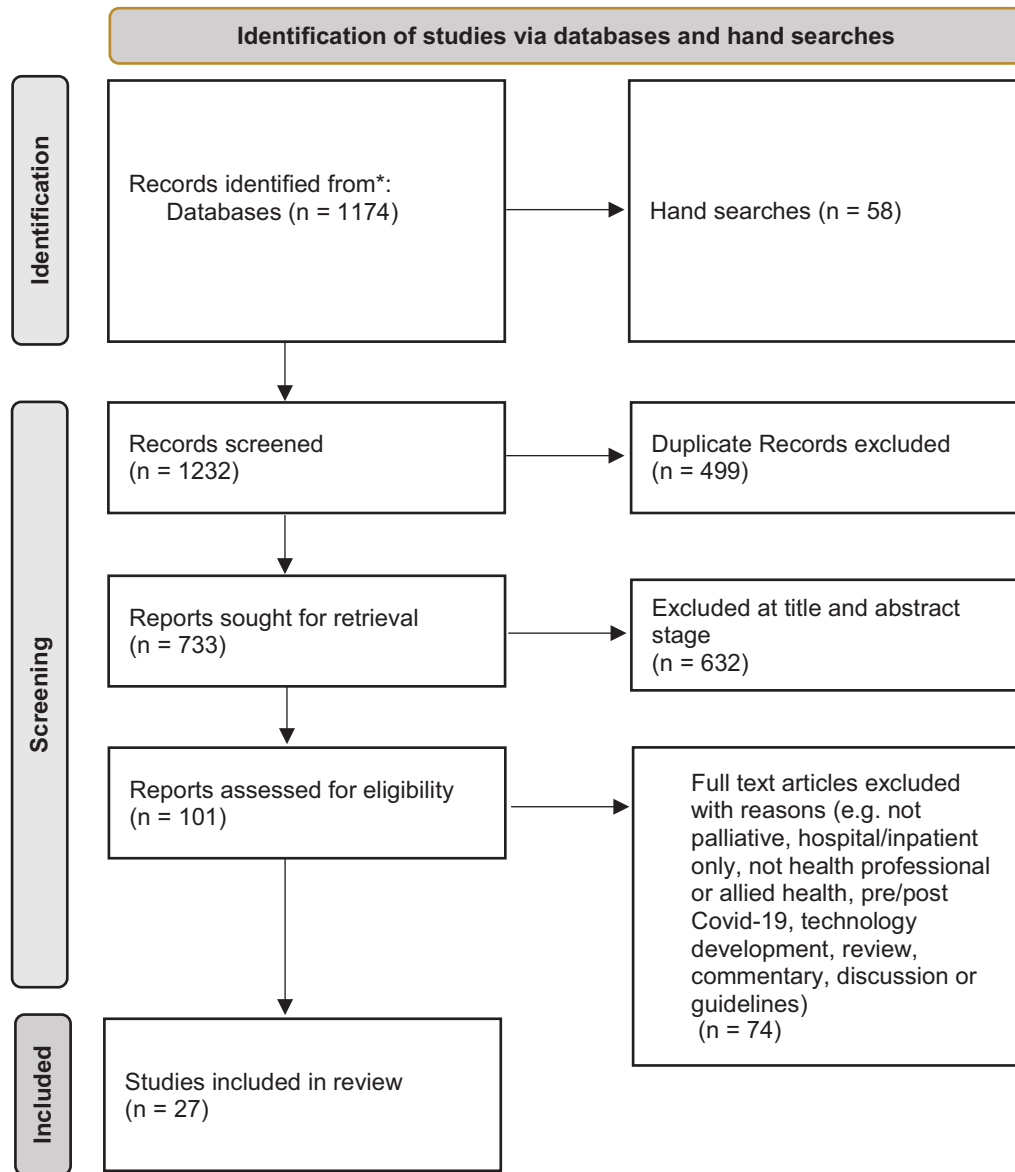 Identification of studies via databases and hand searches
Identification
Records identified from*:
Databases (n = 1174)
Hand searches (n = 58)
Screening
Records screened
(n = 1232)
Duplicate Records excluded
(n = 499)
Reports sought for retrieval
(n = 733)
Excluded at title and abstract
stage
(n = 632)
Reports assessed for eligibility
(n = 101)
Full text articles excluded
with reasons (e.g. not
palliative, hospital/inpatient
only, not health professional
or allied health, pre/post
Covid-19, technology
development, review,
commentary, discussion or
guidelines)
(n = 74)
Included
Studies included in review
(n = 27)